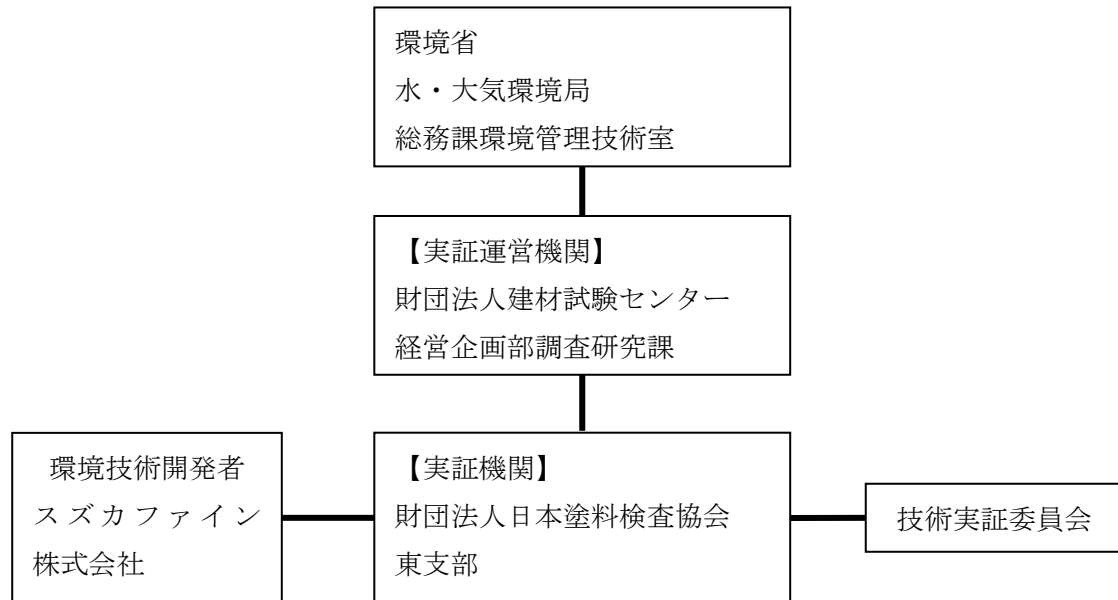 環境省
水・大気環境局
総務課環境管理技術室
【実証運営機関】
財団法人建材試験センター
経営企画部調査研究課
環境技術開発者
スズカファイン
株式会社
【実証機関】
財団法人日本塗料検査協会
東支部
技術実証委員会